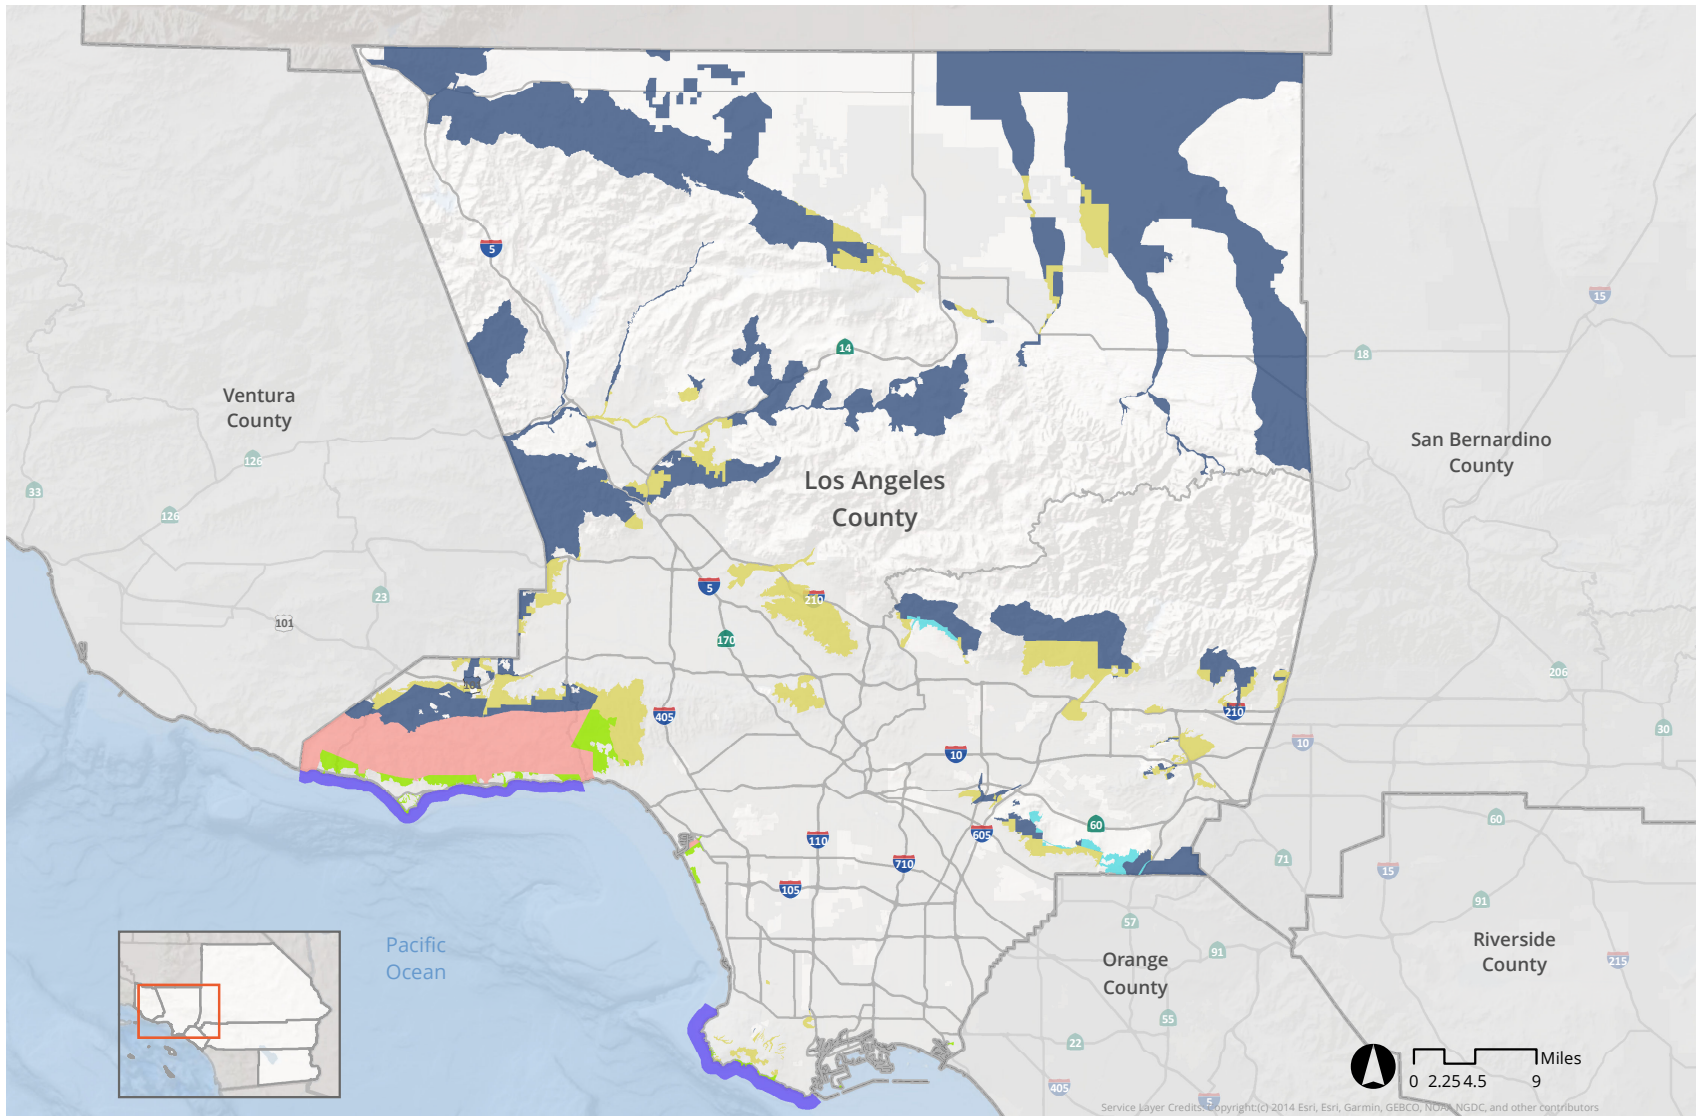 5
15
14
18
Ventura
County
San Bernardino
County
126
33
Los Angeles
County
126
5
210
23
101
170
206
101
405
210
30
10
10
60
60
605
110
710
71
15
105
91
57
Pacific
Ocean
Orange
County
91
Riverside
County
215
55
22
405
5
Miles
0 2.25 4.5 9
Service Layer Credits: Copyright:(c) 2014 Esri, Esri, Garmin, GEBCO, NOAA NGDC, and other contributors